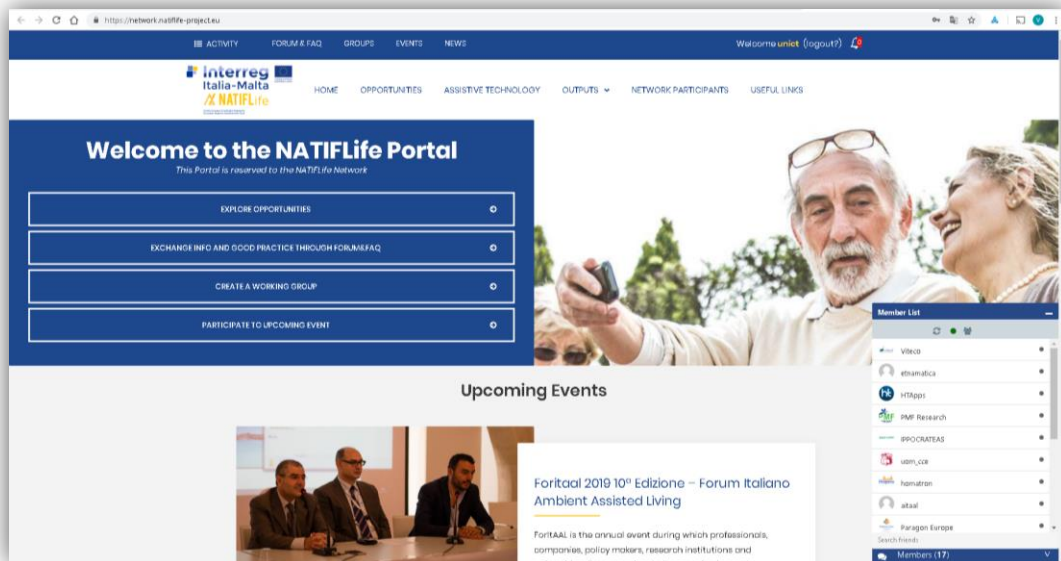 https://network.natiflife-project.eu
ACTIVITY FORUM & FAQ GROUPS EVENTS NEWS
Welcome unict (logout?) 0
Interreg
Italia-Malta
NATIFLife
HOME OPPORTUNITIES ASSISTIVE TECHNOLOGY OUTPUTS NETWORK PARTICIPANTS USEFUL LINKS
Welcome to the NATIFLife Portal
This Portal is reserved to the NATIFLife Network
EXPLORE OPPORTUNITIES
EXCHANGE INFO AND GOOD PRACTICE THROUGH FORUM&FAQ
CREATE A WORKING GROUP
PARTICIPATE TO UPCOMING EVENT
Upcoming Events
Foritaal 2019 10° Edizione – Forum Italiano
Ambient Assisted Living
ForitAAL is the annual event during which professionals,
companies, policy makers, research institutions and
Member List
Viteco
etnamatica
HTApps
PMF Research
IPPOCRATEAS
uom_cce
hematron
aitaal
Paragon Europe
Search friends
Members (17)